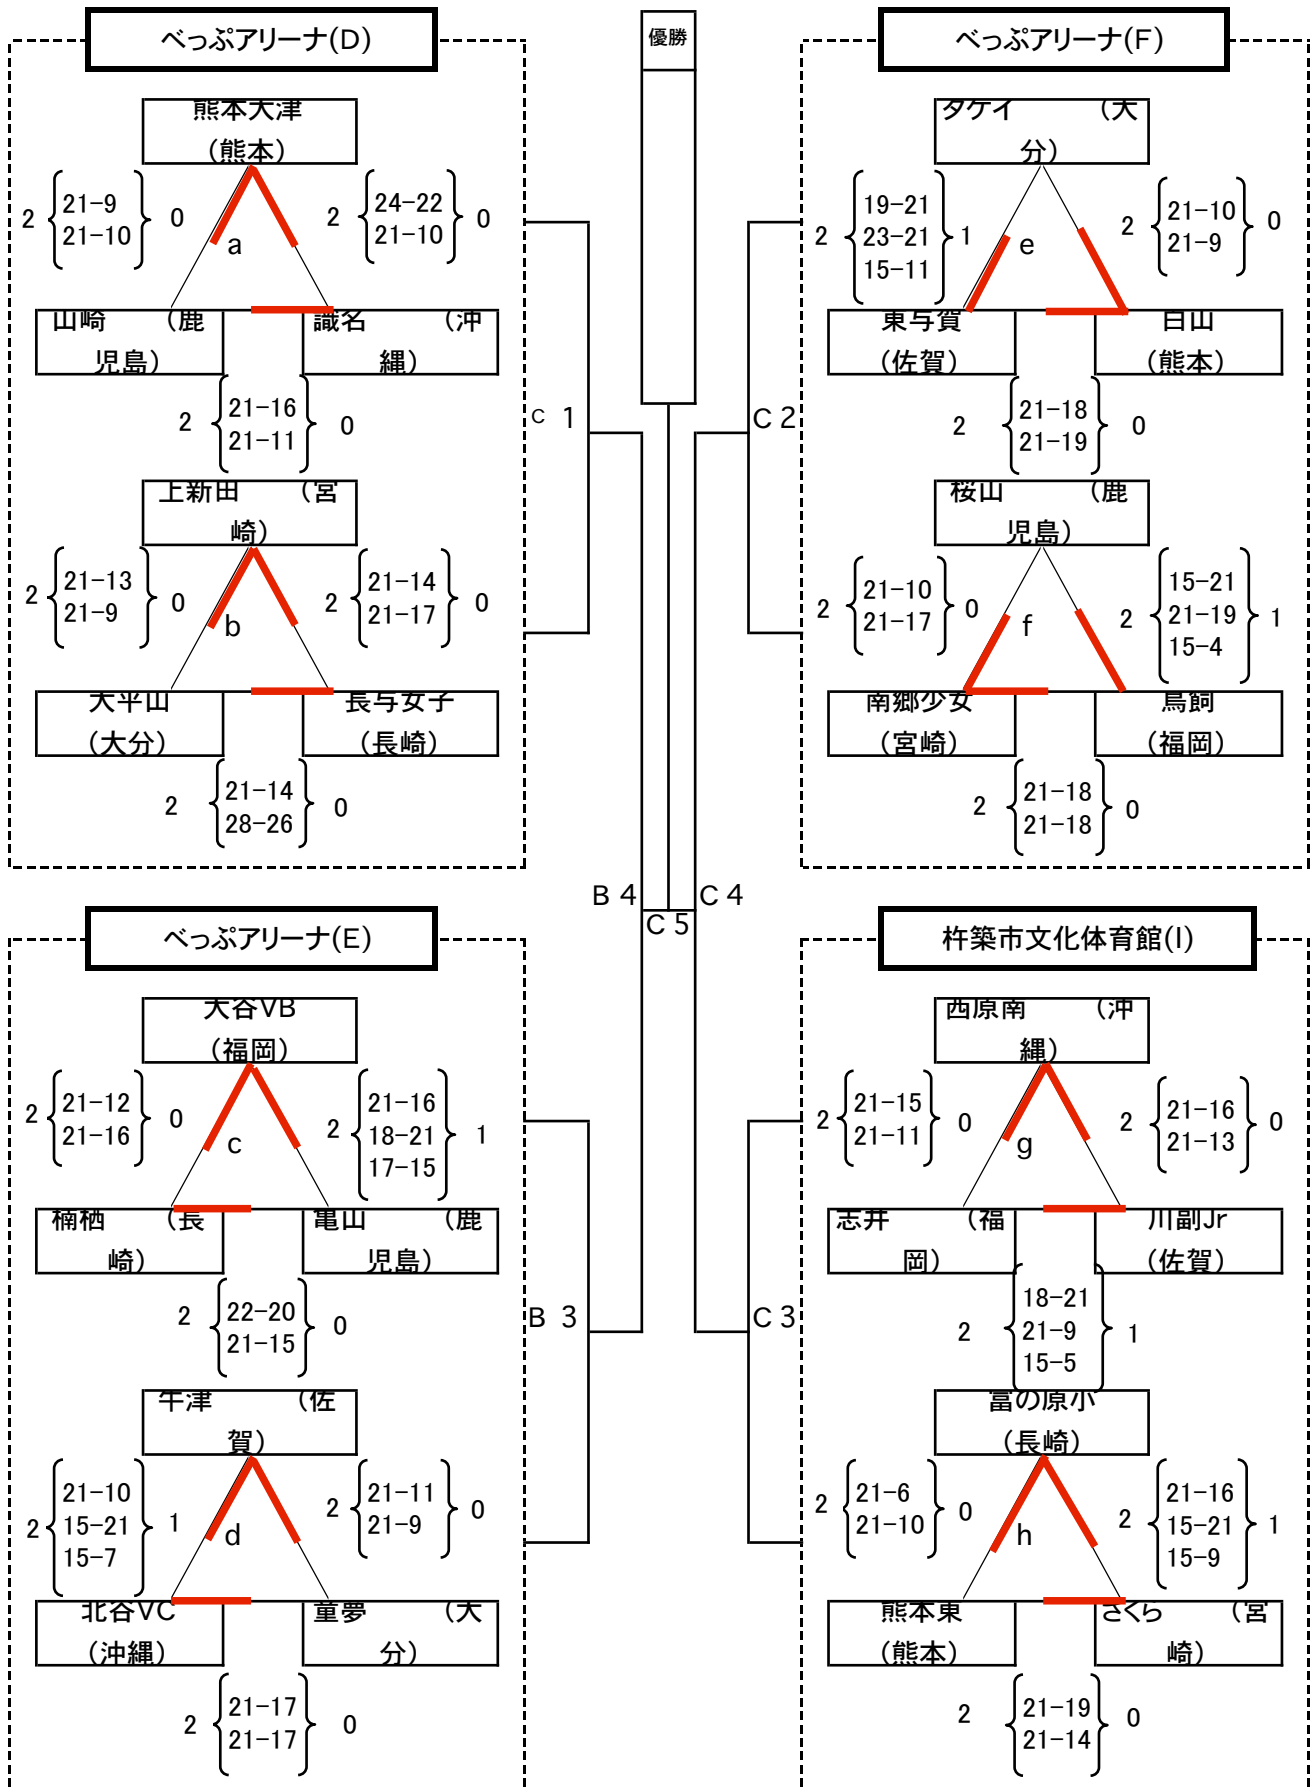 べっぷアリーナ(D)
熊本大津
(熊本)
2 21-9 0
21-10
2 24-22 0
21-10
a
山崎 (鹿
児島)
識名 (沖
縄)
2 21-16 0
21-11
上新田 (宮
崎)
2 21-13 0
21-9
2 21-14 0
21-17
b
大平山
(大分)
長与女子
(長崎)
2 21-14 0
28-26
優勝
C 1
C 2
B 4
C 4
C 5
B 3
C 3
べっぷアリーナ(F)
タケイ (大
分)
2 19-21 1
23-21
15-11
2 21-10 0
21-9
e
東与賀
(佐賀)
白山
(熊本)
2 21-18 0
21-19
桜山 (鹿
児島)
2 21-10 0
21-17
2 15-21 1
21-19
15-4
f
南郷少女
(宮崎)
鳥飼
(福岡)
2 21-18 0
21-18
べっぷアリーナ(E)
大谷VB
(福岡)
2 21-12 0
21-16
2 21-16 1
18-21
17-15
c
楠栖 (長
崎)
亀山 (鹿
児島)
2 22-20 0
21-15
牛津 (佐
賀)
2 21-10 1
15-21
15-7
2 21-11 0
21-9
d
北谷VC
(沖縄)
童夢 (大
分)
2 21-17 0
21-17
杵築市文化体育館(I)
西原南 (沖
縄)
2 21-15 0
21-11
2 21-16 0
21-13
g
志井 (福
岡)
川副Jr
(佐賀)
2 18-21 1
21-9
15-5
富の原小
(長崎)
2 21-6 0
21-10
2 21-16 1
15-21
15-9
h
熊本東
(熊本)
さくら (宮
崎)
2 21-19 0
21-14